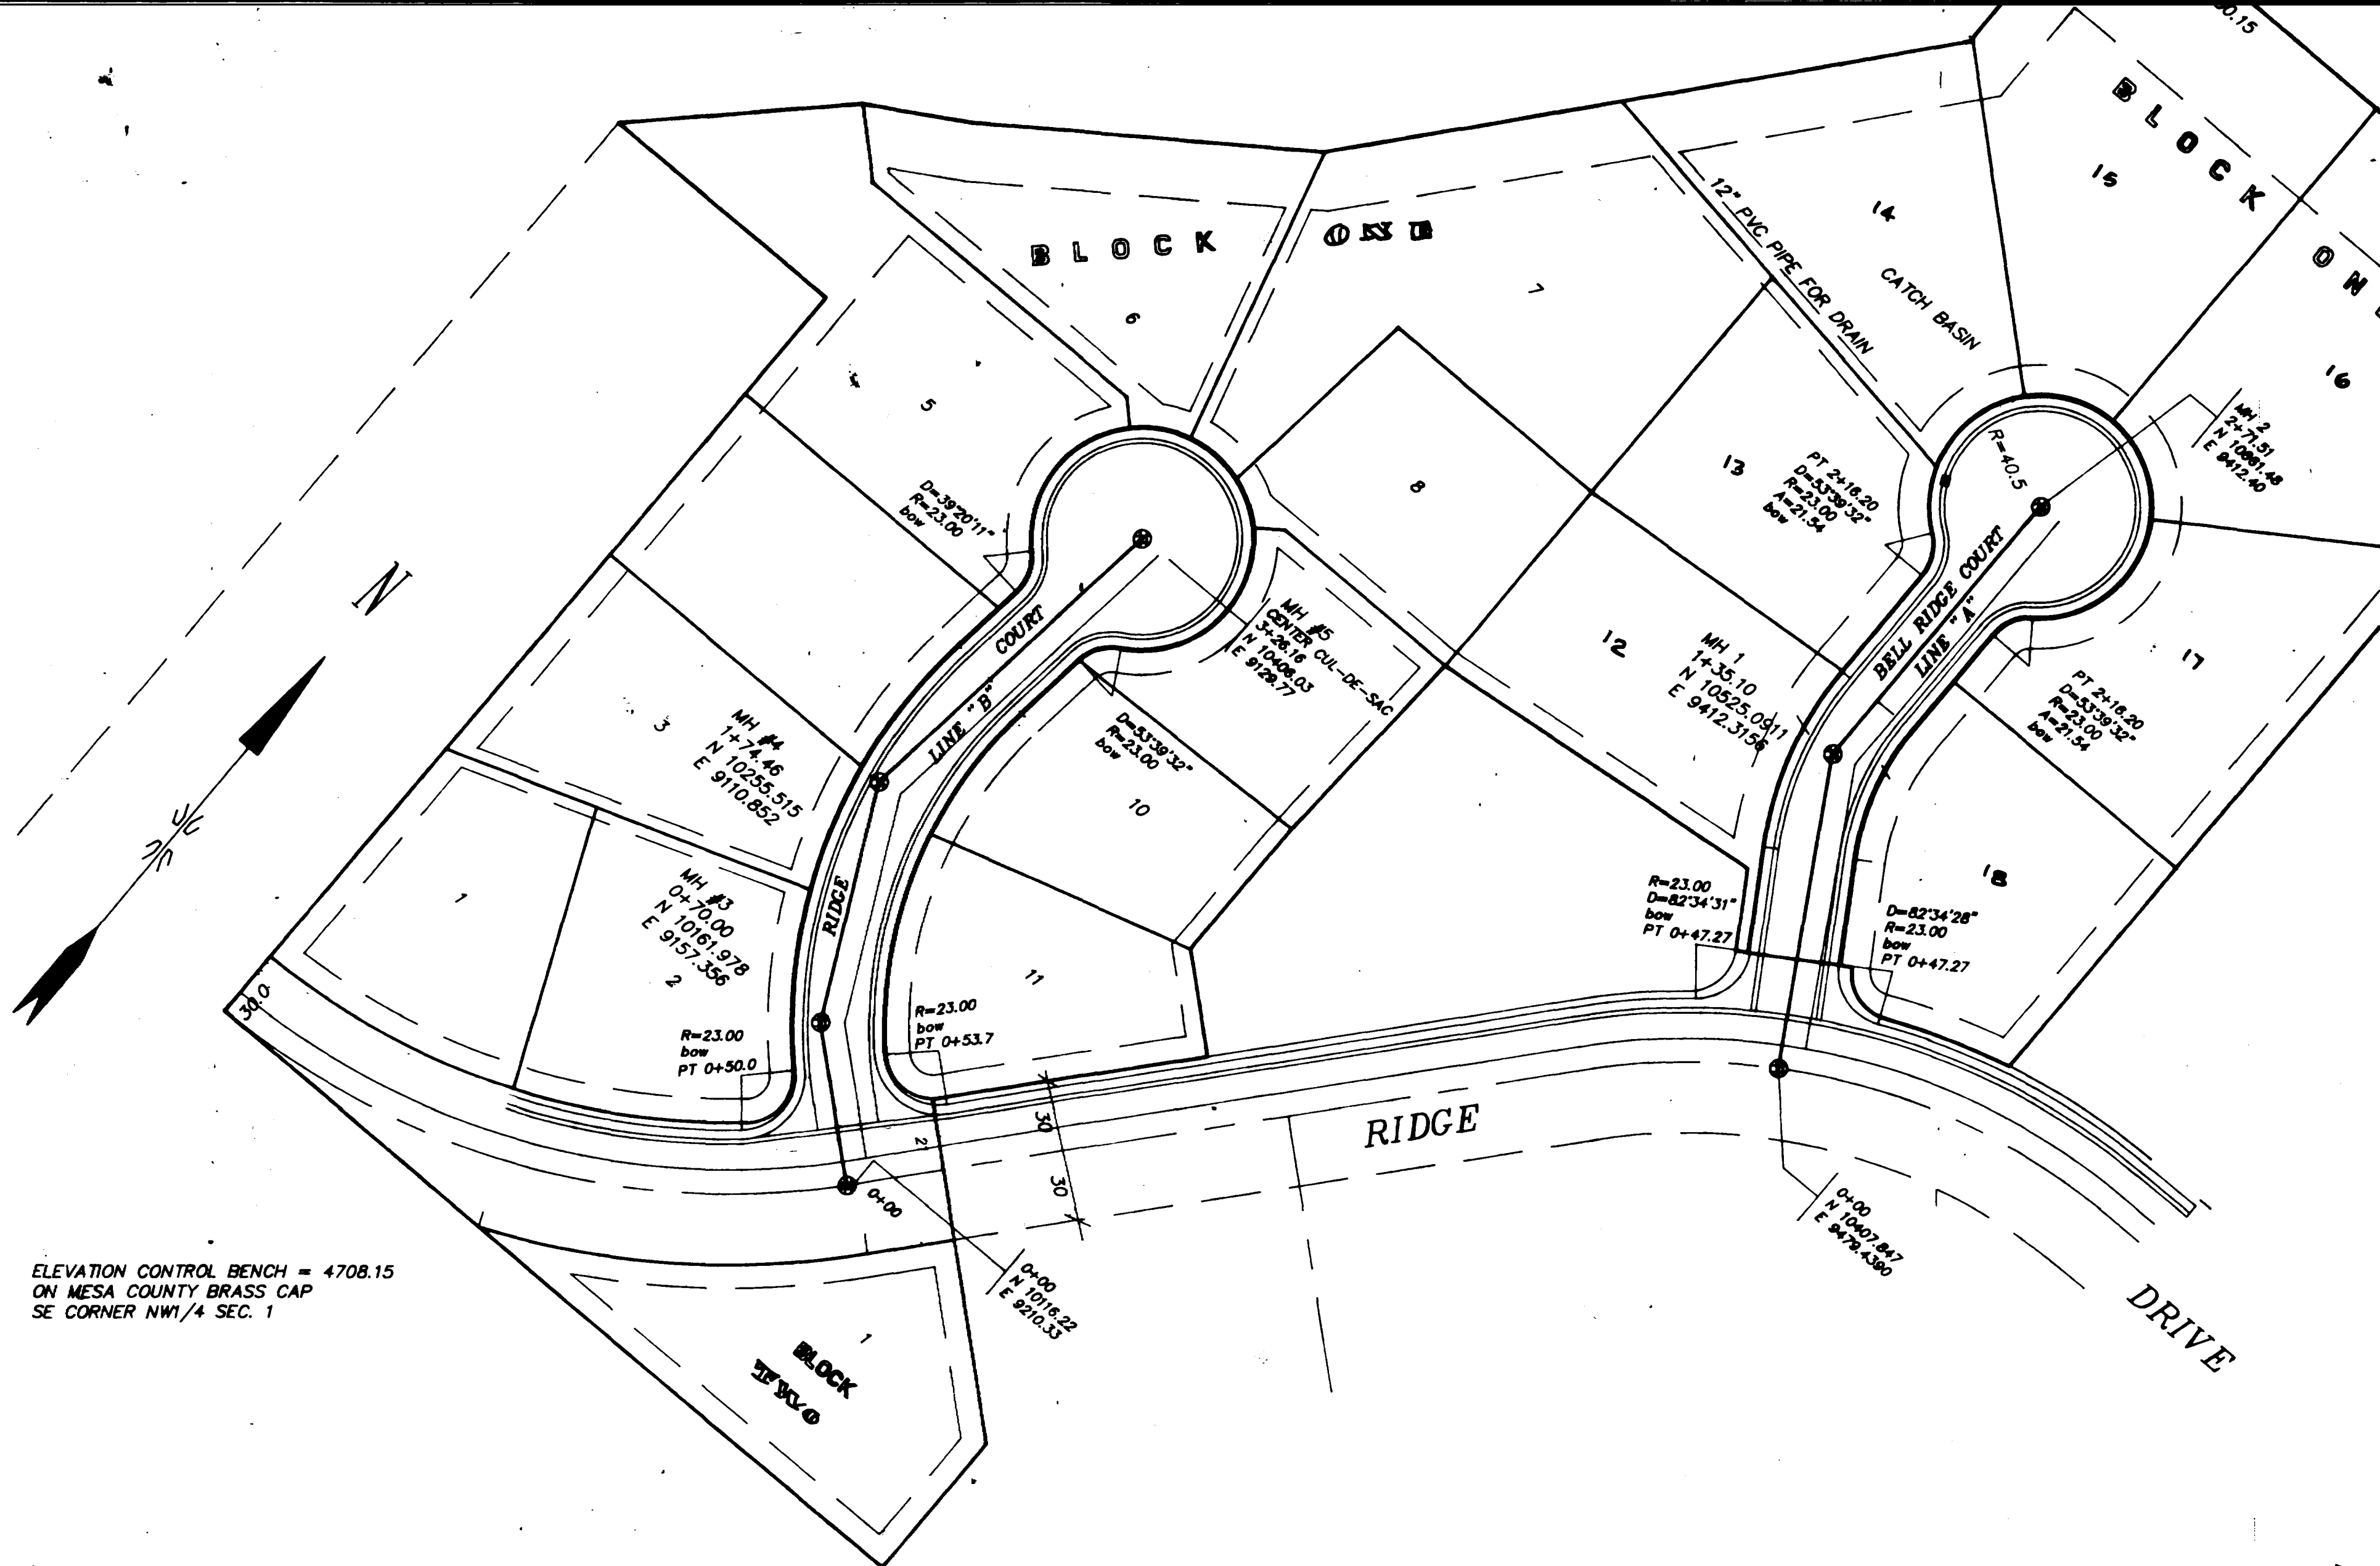 BLOCK
15
14
12" PVC PIPE FOR DRAIN
CATCH BASIN
BLOCK ONE
6
7
16
5
R=40.5
MH 2
2+71.51
N 10661.48
E 9412.40
8
13
PT 2+16.20
D=53°39'32"
R=23.00
A=21.54
bow
D=39°20'11"
R=23.00
bow
N
COURT
LINE "B"
BELL RIDGE COURT
LINE "A"
MH #5
CENTER CUL-DE-SAC
3+26.16
N 10406.03
E 9129.77
12
MH 1
1+35.10
N 10525.0911
E 9412.3156
17
PT 2+16.20
D=53°39'32"
R=23.00
A=21.54
bow
3
MH #4
1+74.46
N 10255.515
E 9110.852
D=53°39'32"
R=23.00
bow
10
1
MH #3
0+70.00
N 10161.978
E 9157.356
2
RIDGE
11
18
R=23.00
D=82°34'31"
bow
PT 0+47.27
D=82°34'28"
R=23.00
bow
PT 0+47.27
30.0
R=23.00
bow
PT 0+50.0
R=23.00
bow
PT 0+53.7
30
30
RIDGE
DRIVE
0+00
0+00
N 10116.22
E 9210.33
0+00
N 10407.847
E 9479.4390
ELEVATION CONTROL BENCH = 4708.15
ON MESA COUNTY BRASS CAP
SE CORNER NW1/4 SEC. 1
1
BLOCK
TWO